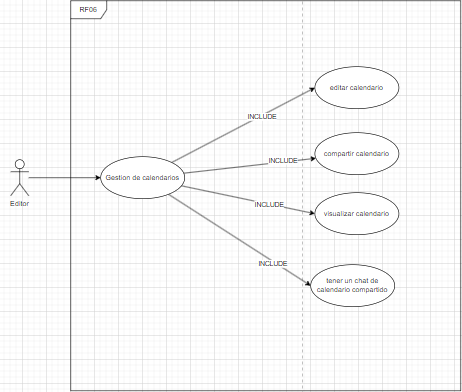 RF06
editar calendario
INCLUDE
compartir calendario
INCLUDE
Gestion de calendarios
Editor
INCLUDE
visualizar calendario
INCLUDE
tener un chat de
calendario compartido